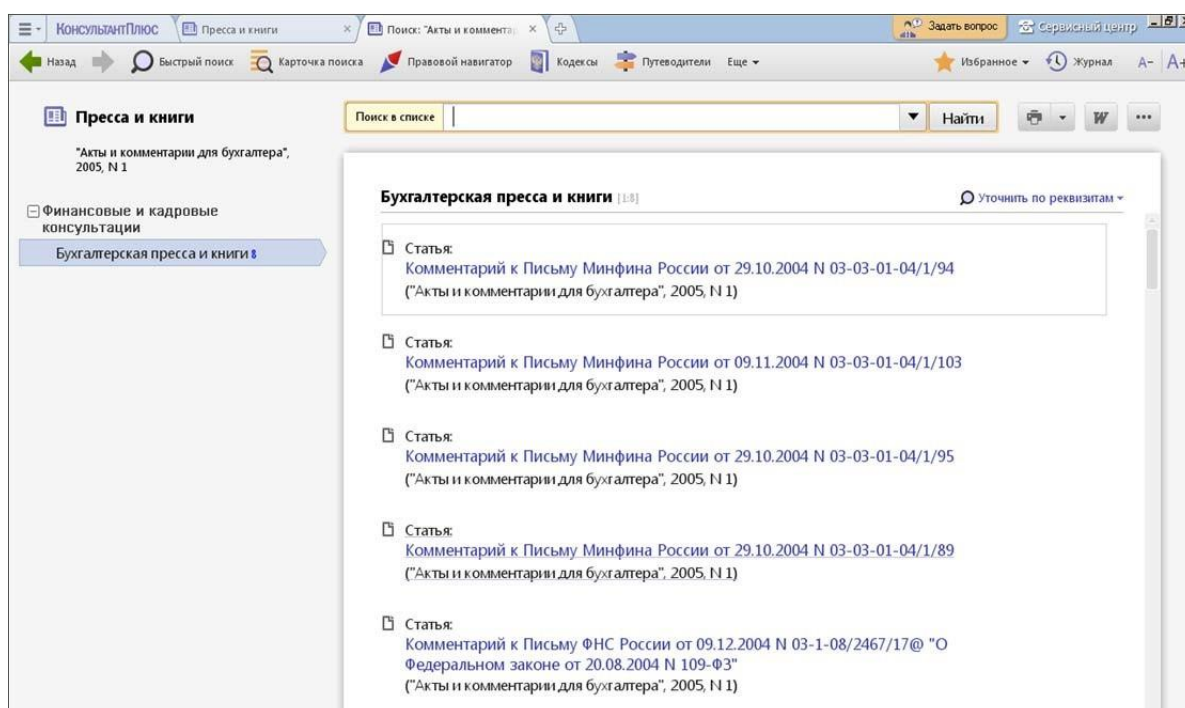 КонсультантПлюс
Пресса и книги
Поиск: "Акты и коммента
Задать вопрос
Сервисный центр
Назад
Быстрый поиск
Карточка поиска
Правовой навигатор
Кодексы
Путеводители
Еще
Избранное
Журнал
А-
А+
Пресса и книги
Поиск в списке
Найти
W
"Акты и комментарии для бухгалтера",
2005, N 1
Финансовые и кадровые
консультации
Бухгалтерская пресса и книги 8
Бухгалтерская пресса и книги [1:8]
Уточнить по реквизитам
Статья:
Комментарий к Письму Минфина России от 29.10.2004 N 03-03-01-04/1/94
("Акты и комментарии для бухгалтера", 2005, N 1)
Статья:
Комментарий к Письму Минфина России от 09.11.2004 N 03-03-01-04/1/103
("Акты и комментарии для бухгалтера", 2005, N 1)
Статья:
Комментарий к Письму Минфина России от 29.10.2004 N 03-03-01-04/1/95
("Акты и комментарии для бухгалтера", 2005, N 1)
Статья:
Комментарий к Письму Минфина России от 29.10.2004 N 03-03-01-04/1/89
("Акты и комментарии для бухгалтера", 2005, N 1)
Статья:
Комментарий к Письму ФНС России от 09.12.2004 N 03-1-08/2467/17@ "О
Федеральном законе от 20.08.2004 N 109-ФЗ"
("Акты и комментарии для бухгалтера", 2005, N 1)